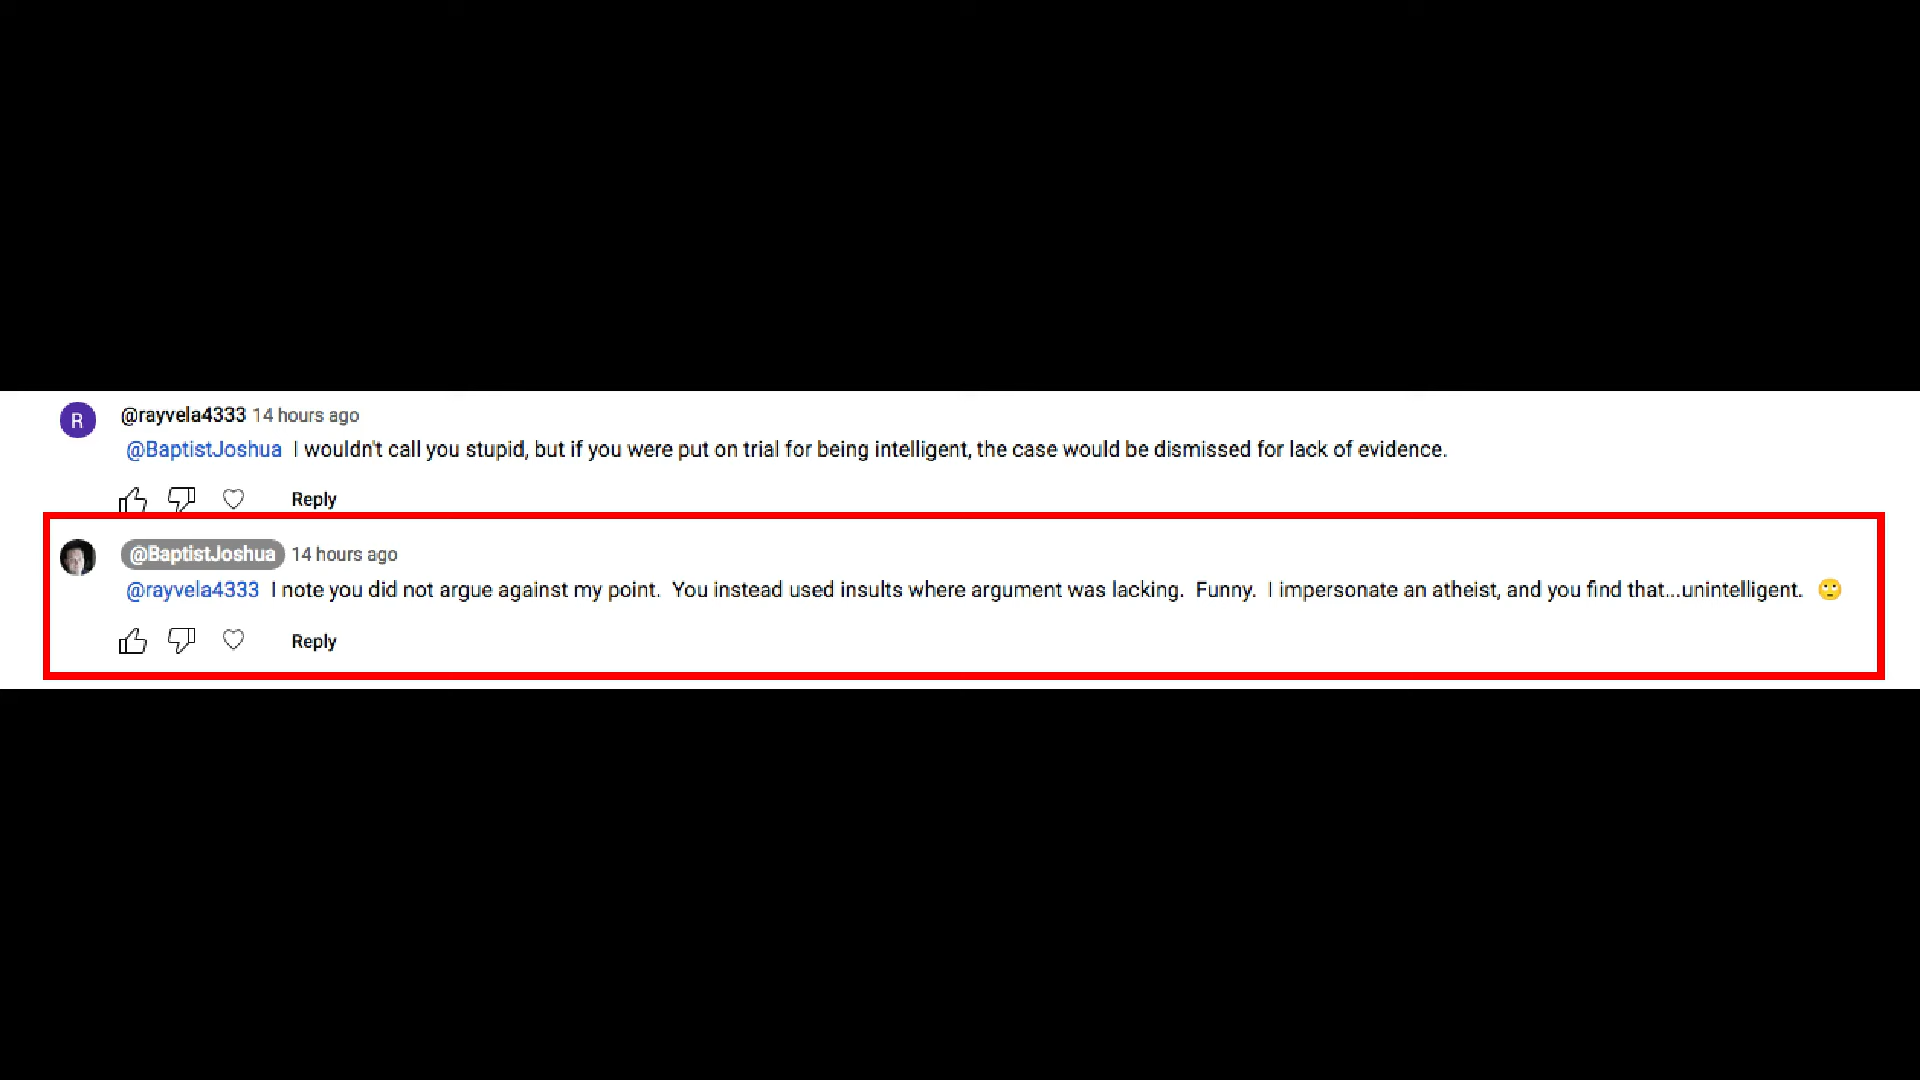 R
@rayvela4333 14 hours ago
@BaptistJoshua I wouldn't call you stupid, but if you were put on trial for being intelligent, the case would be dismissed for lack of evidence.
Reply
@BaptistJoshua 14 hours ago
@rayvela4333 I note you did not argue against my point. You instead used insults where argument was lacking. Funny. I impersonate an atheist, and you find that...unintelligent. 🙄
Reply